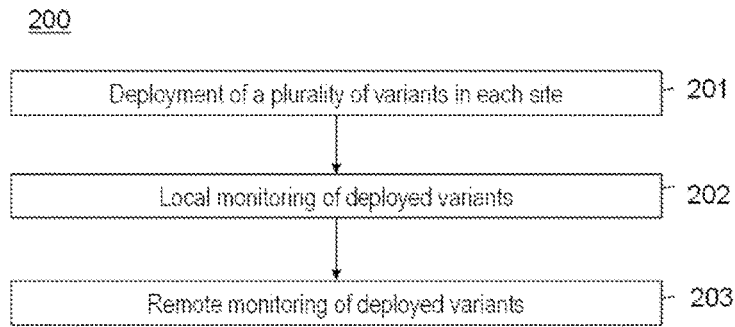 200
Deployment of a plurality of variants in each site
201
Local monitoring of deployed variants
202
Remote monitoring of deployed variants
203